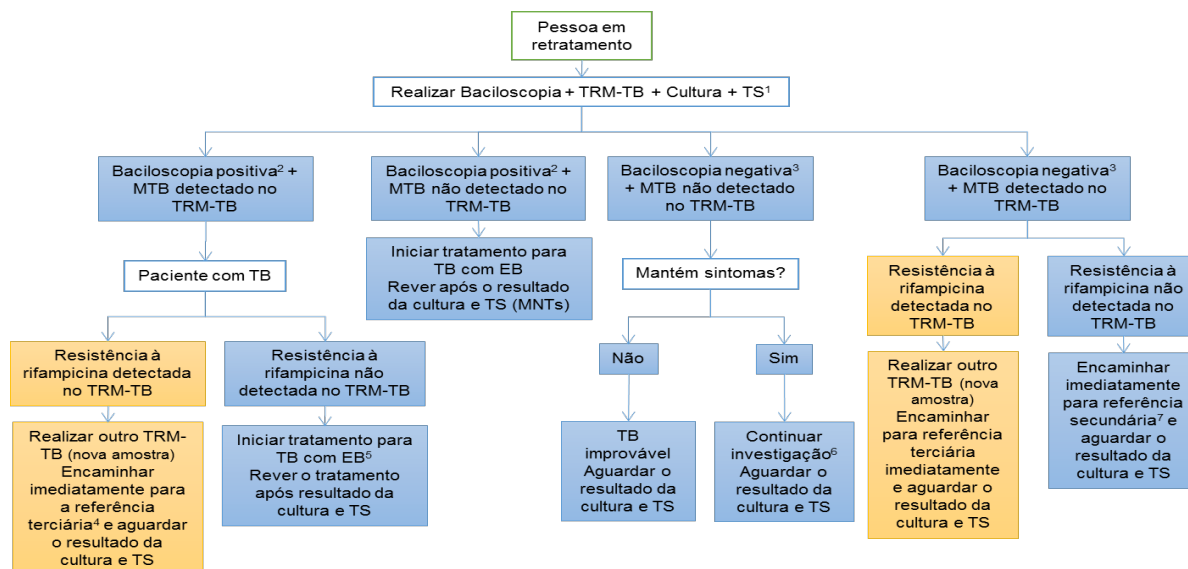 Pessoa em
retratamento
Realizar Baciloscopia + TRM-TB + Cultura + TS¹
Baciloscopia positiva² +
MTB detectado no
TRM-TB
Baciloscopia positiva² +
MTB não detectado no
TRM-TB
Baciloscopia negativa³
+ MTB não detectado
no TRM-TB
Baciloscopia negativa³
+ MTB detectado no
TRM-TB
Paciente com TB
Iniciar tratamento para
TB com EB
Rever após o resultado
da cultura e TS (MNTs)
Mantém sintomas?
Resistência à
rifampicina
detectada no
TRM-TB
Resistência à
rifampicina não
detectada no
TRM-TB
Resistência à
rifampicina detectada
no TRM-TB
Resistência à
rifampicina não
detectada no TRM-TB
Não
Sim
Realizar outro TRM-
TB (nova amostra)
Encaminhar
imediatamente para
a referência
terciária⁴ e aguardar
o resultado da
cultura e TS
Iniciar tratamento para
TB com EB⁵
Rever o tratamento
após resultado da
cultura e TS
TB
improvável
Aguardar o
resultado da
cultura e TS
Continuar
investigação⁶
Aguardar o
resultado da
cultura e TS
Realizar outro
TRM-TB (nova
amostra)
Encaminhar
para referência
terciária
imediatamente
e aguardar o
resultado da
cultura e TS
Encaminhar
imediatamente
para referência
secundária⁷ e
aguardar o
resultado da
cultura e TS